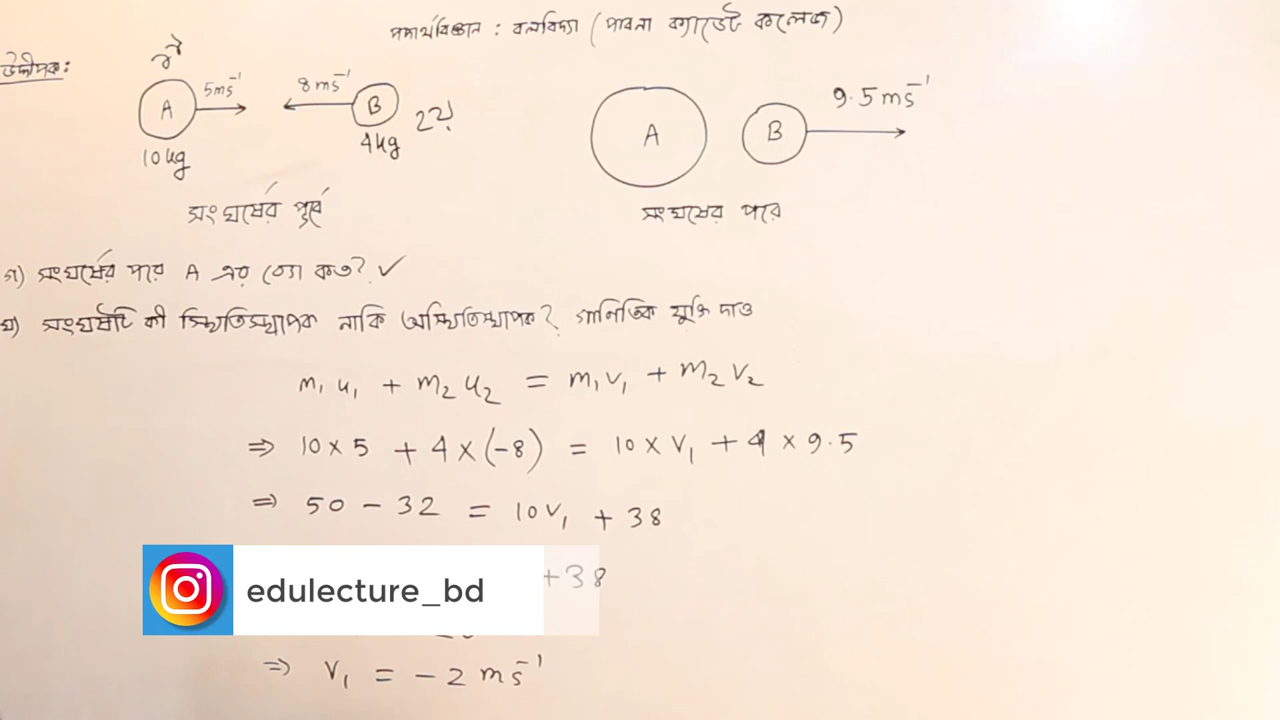 পদার্থবিজ্ঞান : বলবিদ্যা (পাবনা ক্যাডেট কলেজ)
উদ্দীপক:
5ms⁻¹ 8ms⁻¹
A B
10kg 4kg
সংঘর্ষের পূর্বে
9.5ms⁻¹
A B
সংঘষের পরে
গ) সংঘর্ষের পরে A এর বেগ কত? ✓
ঘ) সংঘর্ষটি কী স্থিতিস্থাপক নাকি অস্থিতিস্থাপক? গাণিতিক যুক্তি দাও
m₁u₁ + m₂u₂ = m₁v₁ + m₂v₂
⇒ 10 × 5 + 4 × (-8) = 10 × v₁ + 4 × 9.5
⇒ 50 - 32 = 10v₁ + 38
+38
edulecture_bd
⇒ v₁ = -2 ms⁻¹